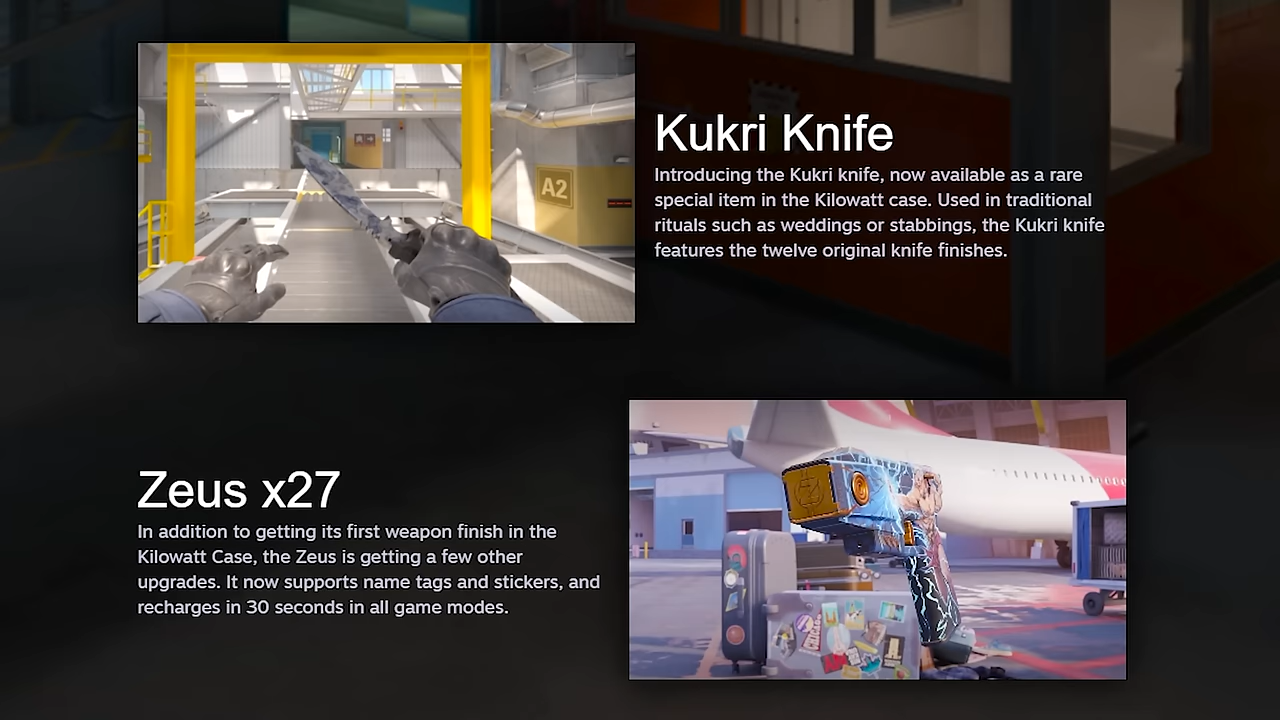 A2
Kukri Knife
Introducing the Kukri knife, now available as a rare
special item in the Kilowatt case. Used in traditional
rituals such as weddings or stabbings, the Kukri knife
features the twelve original knife finishes.
Zeus x27
In addition to getting its first weapon finish in the
Kilowatt Case, the Zeus is getting a few other
upgrades. It now supports name tags and stickers, and
recharges in 30 seconds in all game modes.
CHICAGO